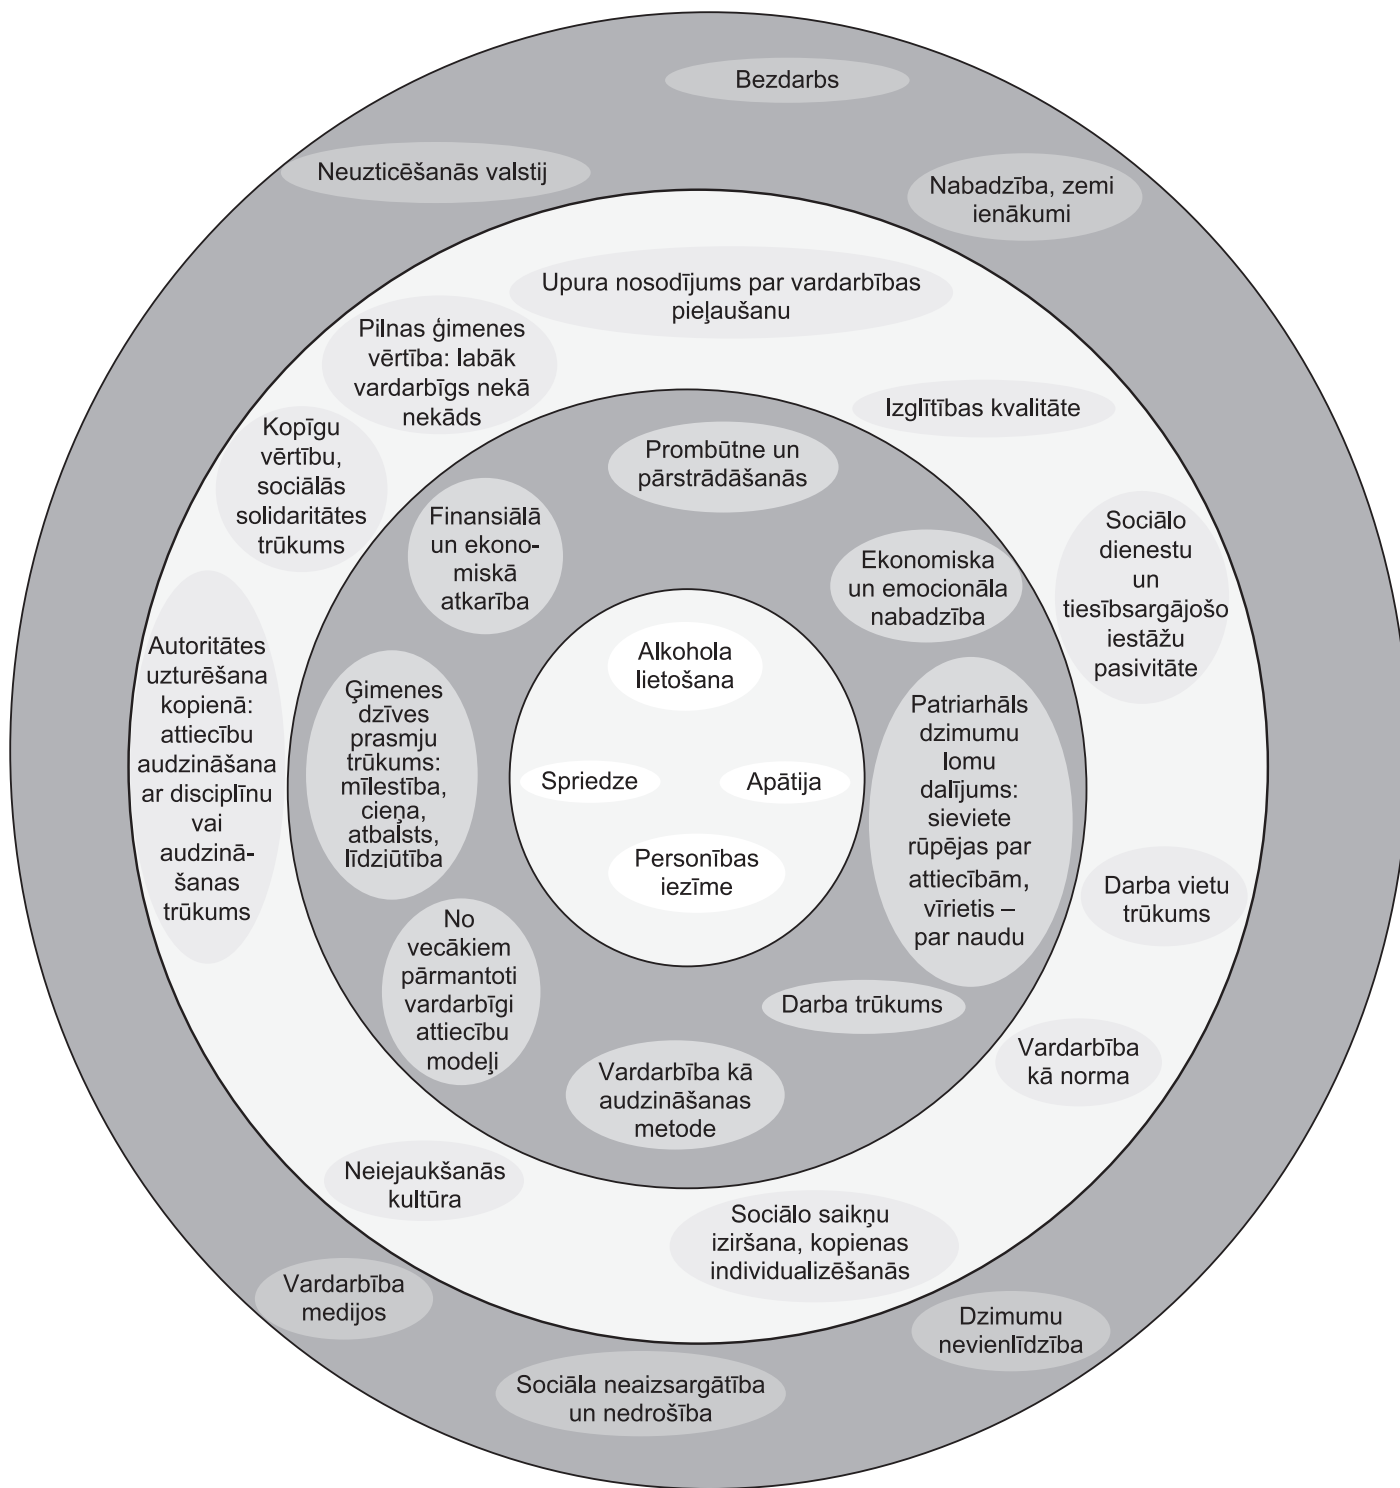 Bezdarbs
Neuzticēšanās valstij
Nabadzība, zemi
ienākumi
Upura nosodījums par vardarbības
pieļaušanu
Pilnas ģimenes
vērtība: labāk
vardarbīgs nekā
nekāds
Izglītības kvalitāte
Kopīgu
vērtību,
sociālās
solidaritātes
trūkums
Prombūtne un
pārstrādāšanās
Finansiālā
un ekono-
miskā
atkarība
Sociālo
dienestu
un
tiesībsargājošo
iestāžu
pasivitāte
Ekonomiska
un emocionāla
nabadzība
Autoritātes
uzturēšana
kopienā:
attiecību
audzināšana
ar disciplīnu
vai
audzinā-
šanas
trūkums
Alkohola
lietošana
Ģimenes
dzīves
prasmju
trūkums:
mīlestība,
cieņa,
atbalsts,
līdzjūtība
Patriarhāls
dzimumu
lomu
dalījums:
sieviete
rūpējas par
attiecībām,
vīrietis –
par naudu
Spriedze
Apātija
Personības
iezīme
Darba vietu
trūkums
No
vecākiem
pārmantoti
vardarbīgi
attiecību
modeļi
Darba trūkums
Vardarbība
kā norma
Vardarbība kā
audzināšanas
metode
Neiejaukšanās
kultūra
Sociālo saikņu
iziršana, kopienas
individualizēšanās
Vardarbība
medijos
Dzimumu
nevienlīdzība
Sociāla neaizsargātība
un nedrošība